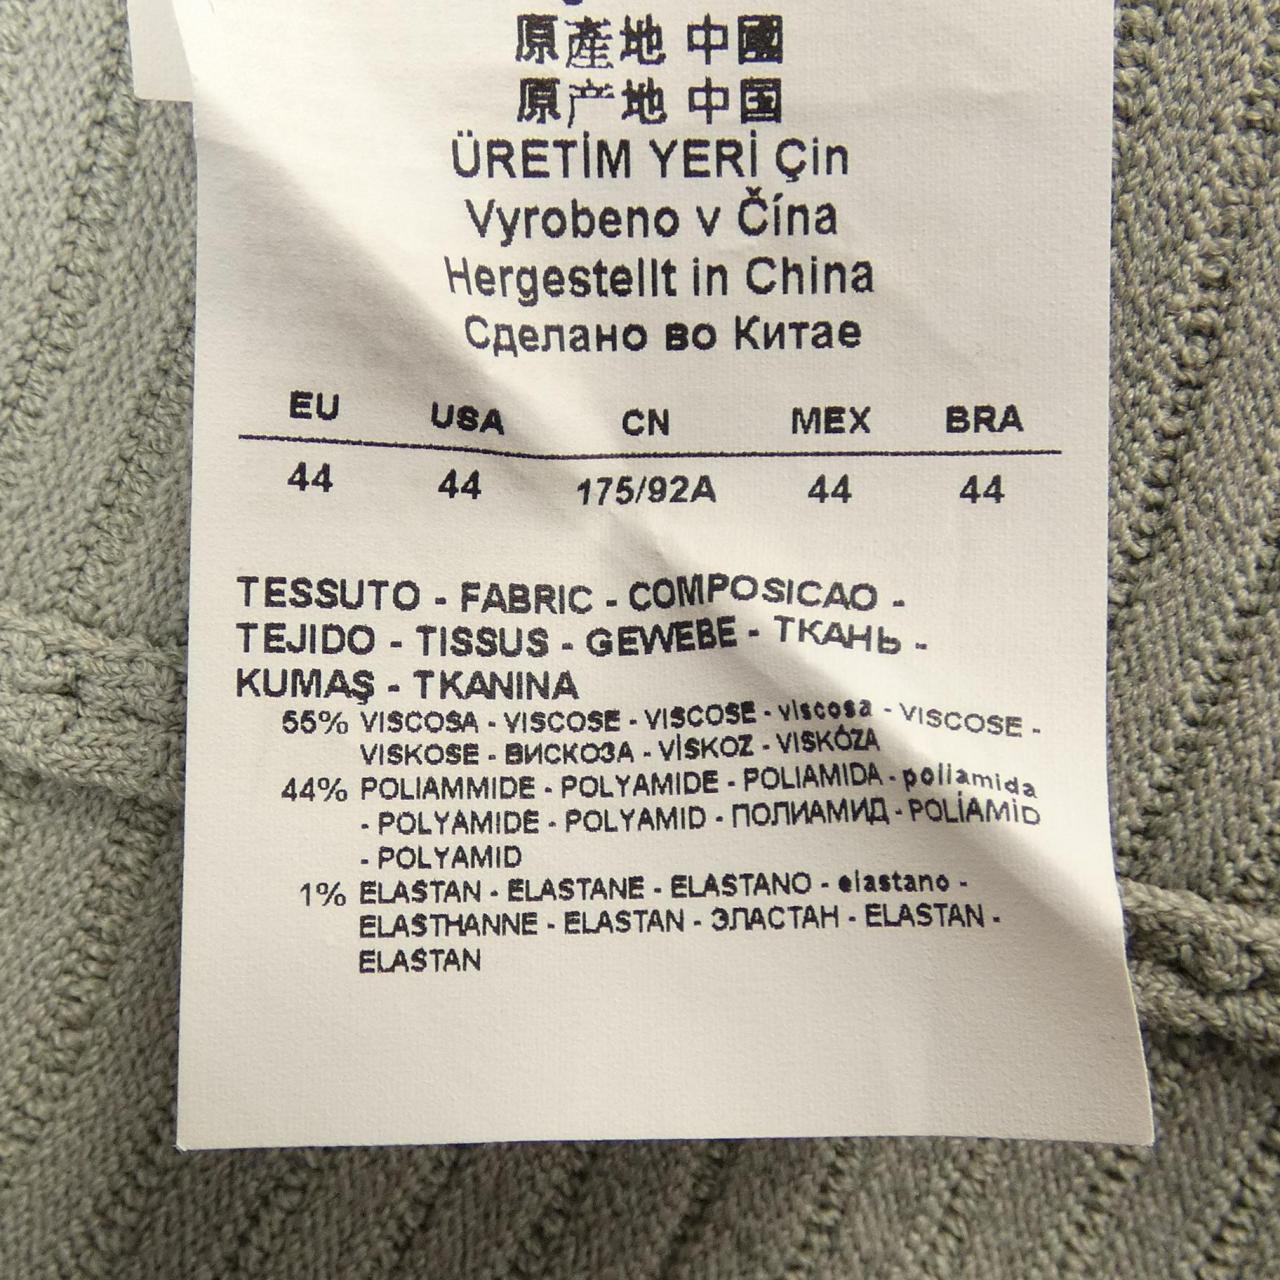 原產地 中國
原产地 中国
ÜRETİM YERİ Çin
Vyrobeno v Čína
Hergestellt in China
Сделано во Китае
EU USA CN MEX BRA
44 44 175/92A 44 44
TESSUTO - FABRIC - COMPOSICAO -
TEJIDO - TISSUS - GEWEBE - ТКАНЬ -
KUMAŞ - TKANINA
55% VISCOSA - VISCOSE - VISCOSE - viscosa - VISCOSE -
VISKOSE - ВИСКОЗА - VİSKOZ - VISKÓZA
44% POLIAMMIDE - POLYAMIDE - POLIAMIDA - poliamida
- POLYAMIDE - POLYAMID - ПОЛИАМИД - POLİAMİD
- POLYAMID
1% ELASTAN - ELASTANE - ELASTANO - elastano -
ELASTHANNE - ELASTAN - ЭЛАСТАН - ELASTAN -
ELASTAN